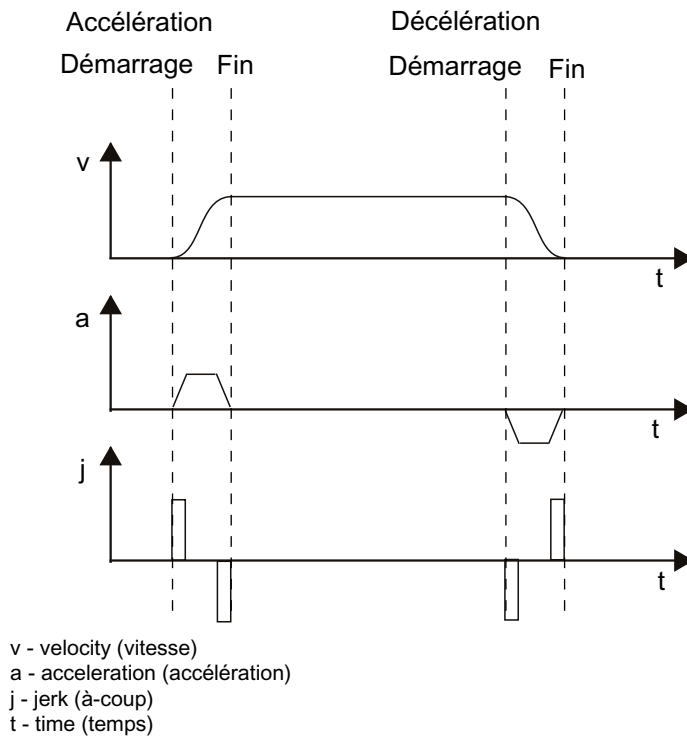 Accélération Décélération
Démarrage Fin Démarrage Fin
v
t
a
t
j
t
v - velocity (vitesse)
a - acceleration (accélération)
j - jerk (à-coup)
t - time (temps)